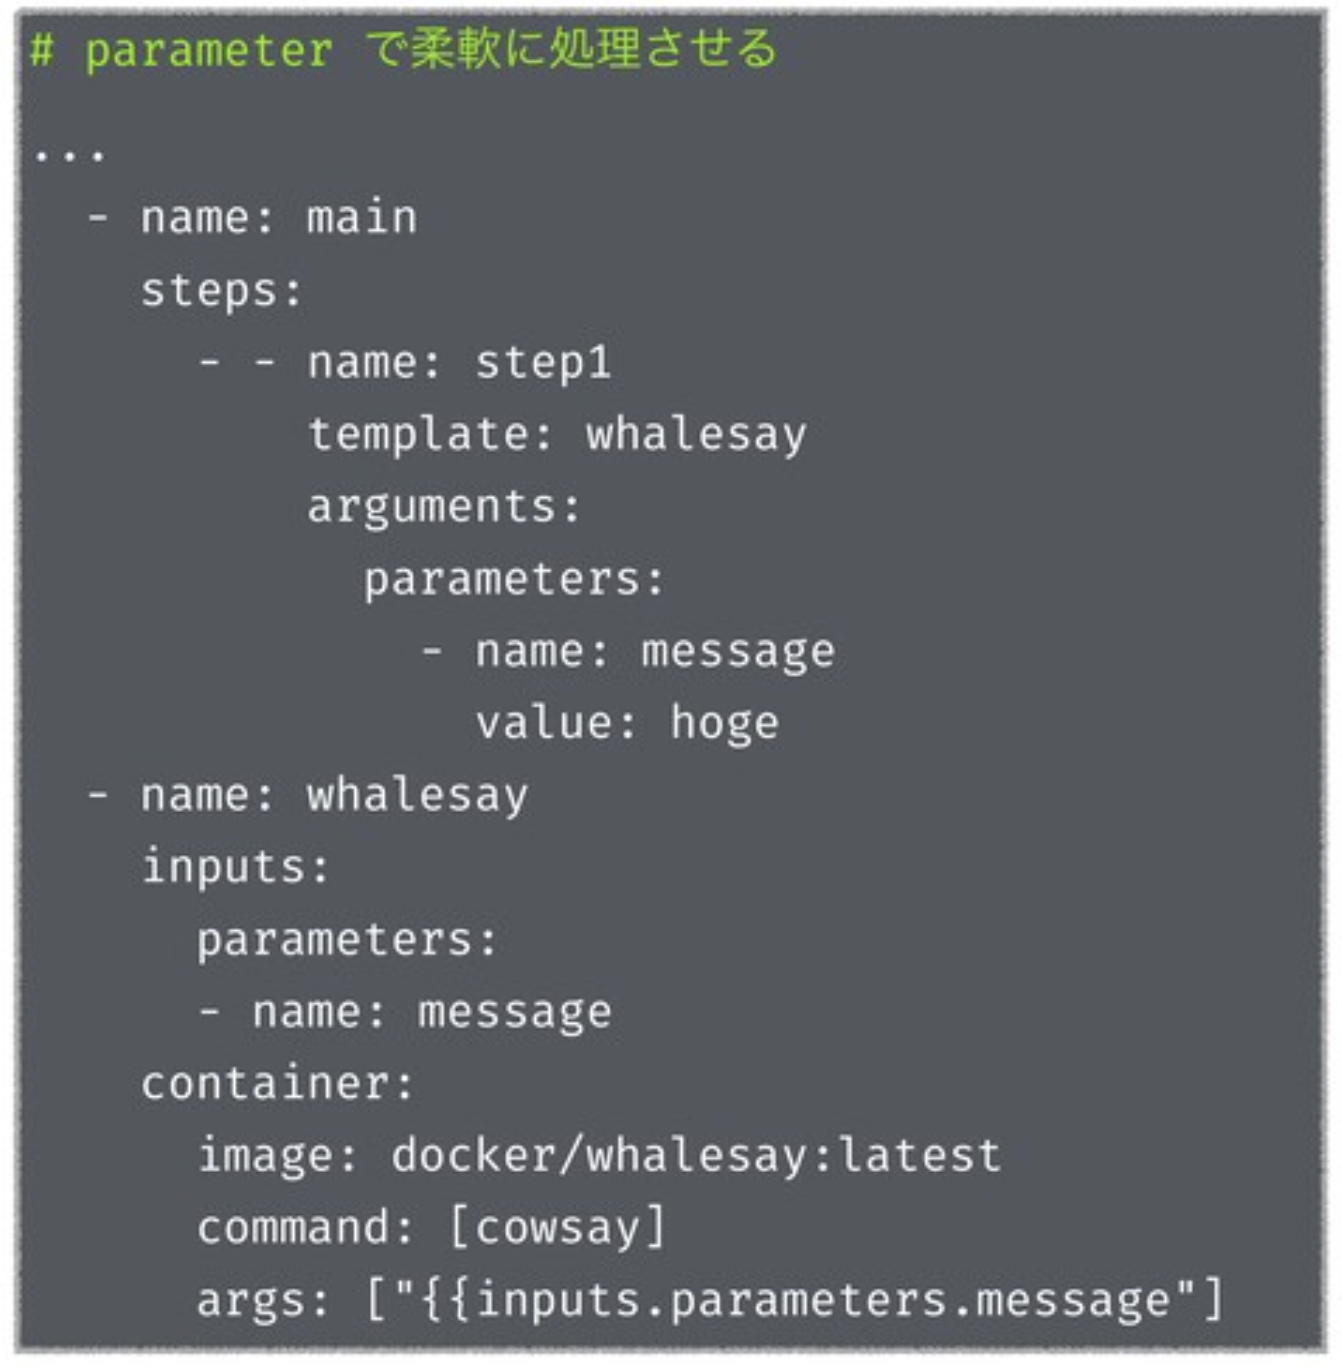 # parameter で柔軟に処理させる
...
- name: main
steps:
- - name: step1
template: whalesay
arguments:
parameters:
- name: message
value: hoge
- name: whalesay
inputs:
parameters:
- name: message
container:
image: docker/whalesay:latest
command: [cowsay]
args: ["{{inputs.parameters.message"]